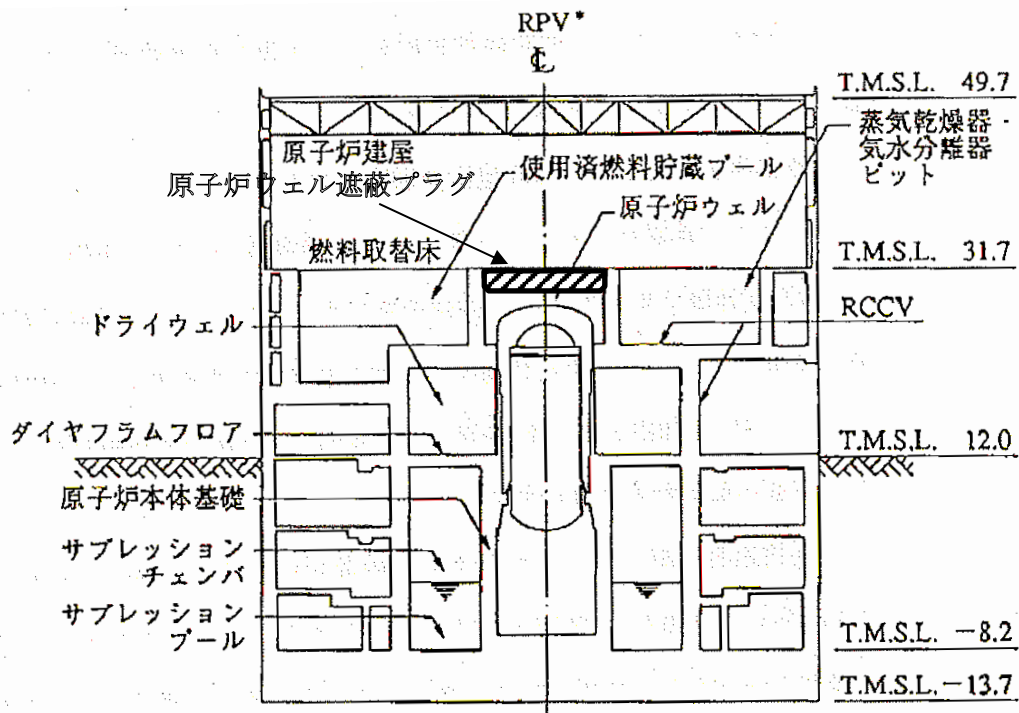 RPV*
℄
T.M.S.L. 49.7
蒸気乾燥器・
気水分離器
ピット
原子炉建屋
使用済燃料貯蔵プール
原子炉ウェル遮蔽プラグ
原子炉ウェル
燃料取替床
T.M.S.L. 31.7
RCCV
ドライウェル
ダイヤフラムフロア
T.M.S.L. 12.0
原子炉本体基礎
サプレッション
チェンバ
サプレッション
プール
T.M.S.L. －8.2
T.M.S.L.－13.7